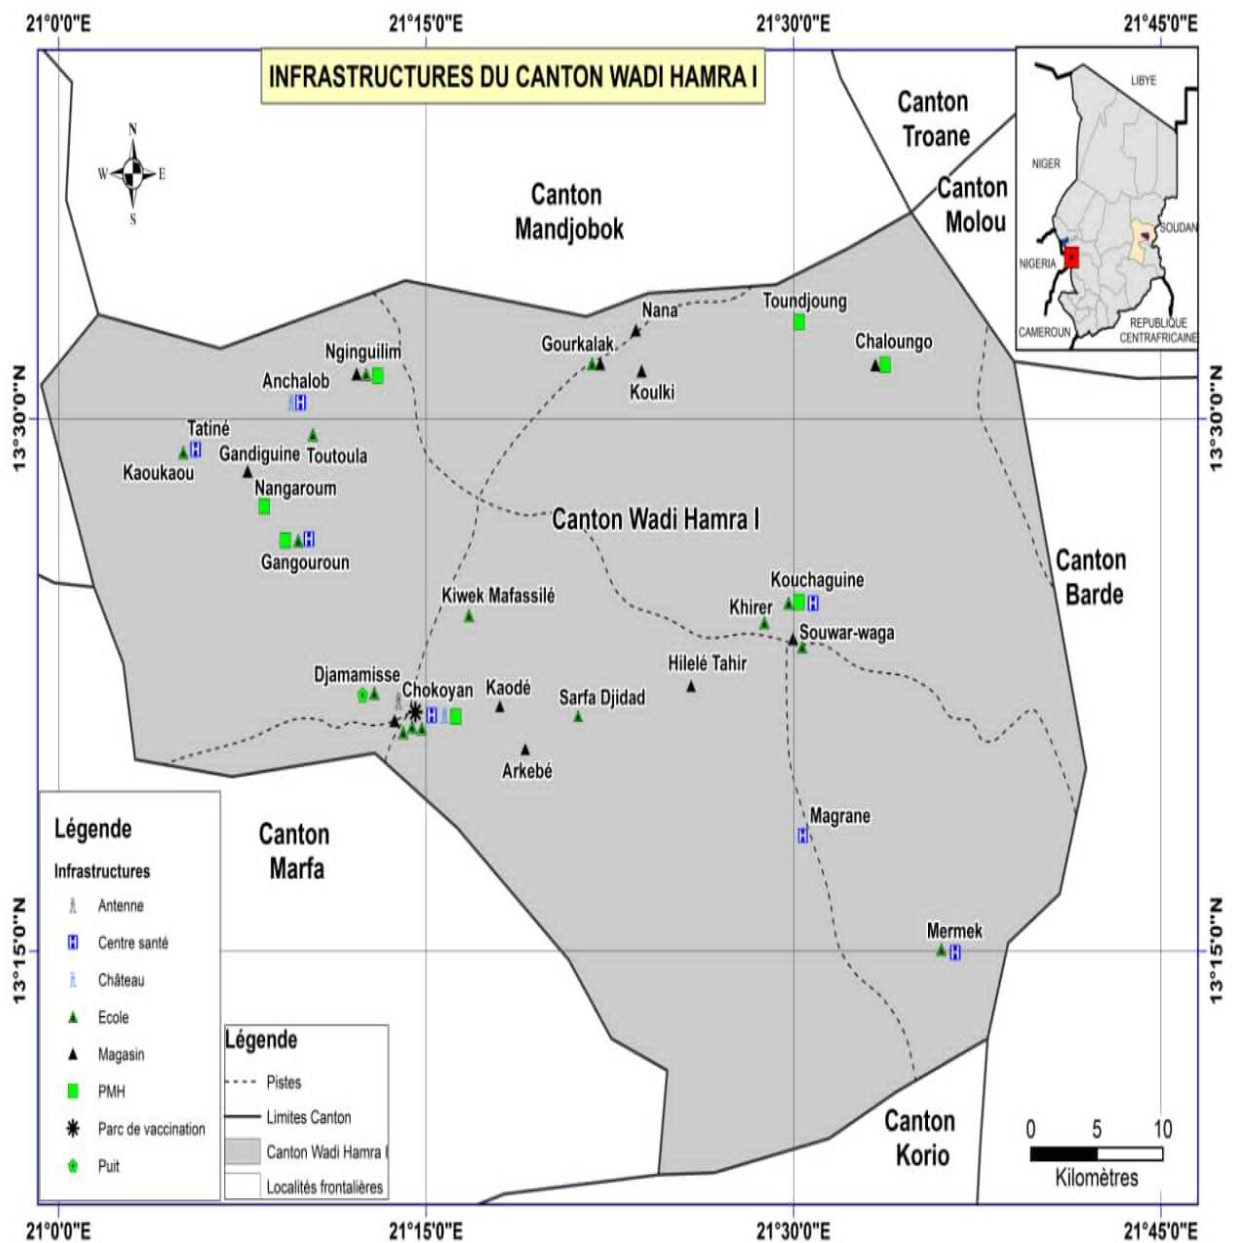 21°0'0"E
21°15'0"E
21°30'0"E
21°45'0"E
INFRASTRUCTURES DU CANTON WADI HAMRA I
N
W
E
S
Canton
Troane
Canton
Molou
Canton
Mandjobok
LIBYE
NIGER
SOUDAN
NIGERIA
CAMEROUN
REPUBLIQUE
CENTRAFRICAINE
Nana
Toundjoung
Gourkalak
Chaloungo
Nginguilim
Koulki
Anchalob
13°30'0"N
13°30'0"N
Tatiné
Gandiguine
Toutoula
Kaoukaou
Nangaroum
Canton Wadi Hamra I
Gangouroun
Canton
Barde
Kouchaguine
Kiwek Mafassilé
Khirer
Souwar-waga
Hilelé Tahir
Djamamisse
Chokoyan
Kaodé
Sarfa Djidad
Arkebé
Magrane
Canton
Marfa
Mermek
13°15'0"N
13°15'0"N
Légende
Infrastructures
Antenne
Centre santé
Château
Ecole
Magasin
PMH
Parc de vaccination
Puit
Légende
Pistes
Limites Canton
Canton Wadi Hamra I
Localités frontalières
Canton
Korio
0 5 10
Kilomètres
21°0'0"E
21°15'0"E
21°30'0"E
21°45'0"E